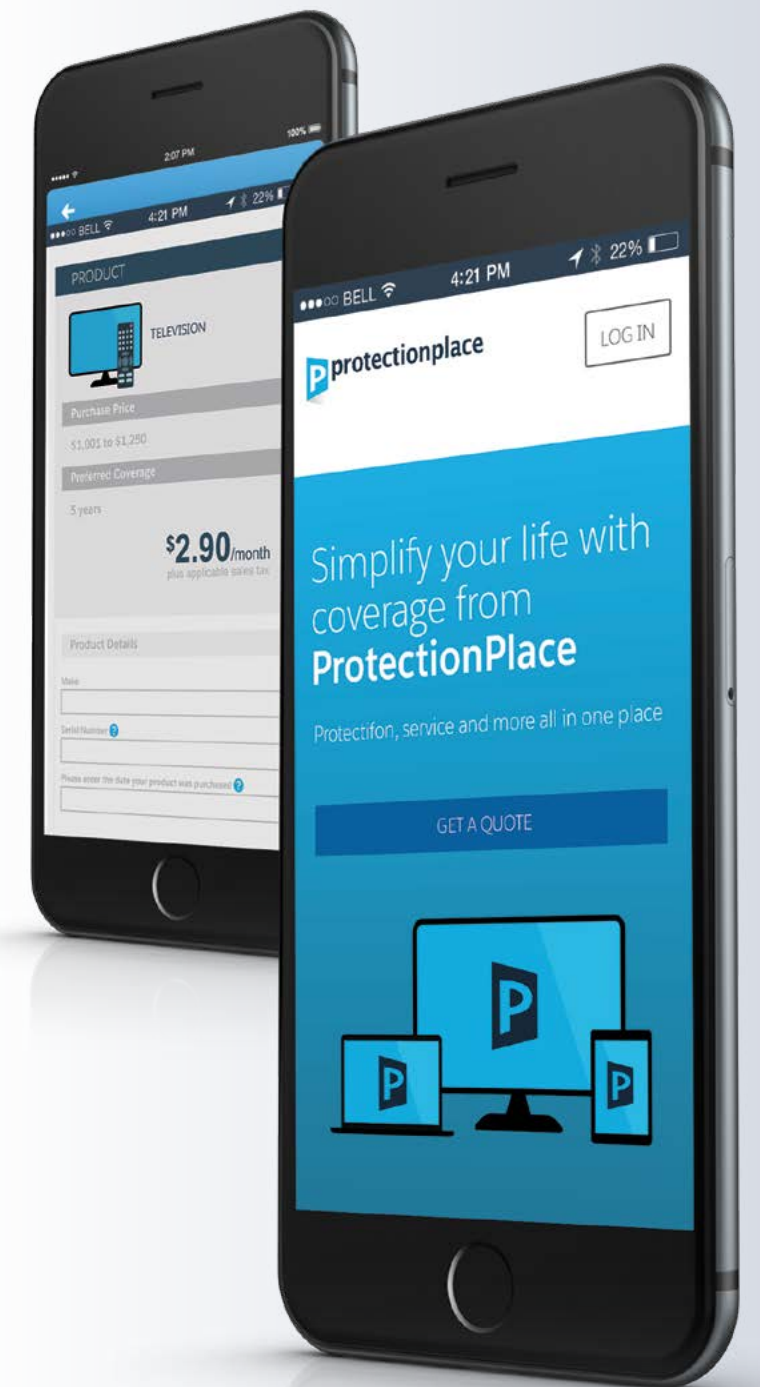 2:07 PM
100%
BELL
4:21 PM
22%
PRODUCT
TELEVISION
Purchase Price
$1,001 to $1,250
Preferred Coverage
5 years
$2.90/month
plus applicable sales tax
Product Details
Make
Serial Number ?
Please enter the date your product was purchased ?
BELL
4:21 PM
22%
P protectionplace
LOG IN
Simplify your life with
coverage from
ProtectionPlace
Protectifon, service and more all in one place
GET A QUOTE
P
P
P